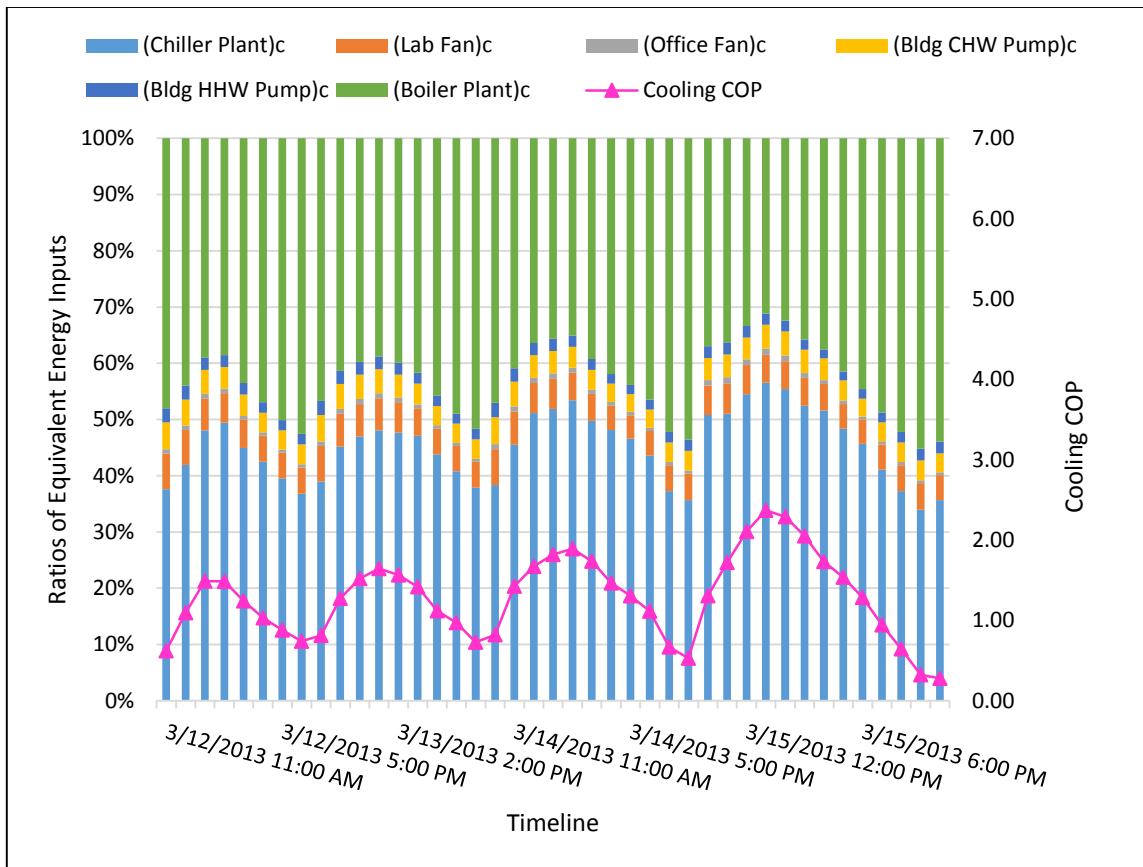 (Chiller Plant)c (Lab Fan)c (Office Fan)c (Bldg CHW Pump)c
(Bldg HHW Pump)c (Boiler Plant)c Cooling COP
100%
90%
80%
70%
60%
50%
40%
30%
20%
10%
0%
Ratios of Equivalent Energy Inputs
7.00
6.00
5.00
4.00
3.00
2.00
1.00
0.00
Cooling COP
3/12/2013 11:00 AM
3/12/2013 5:00 PM
3/13/2013 2:00 PM
3/14/2013 11:00 AM
3/14/2013 5:00 PM
3/15/2013 12:00 PM
3/15/2013 6:00 PM
Timeline